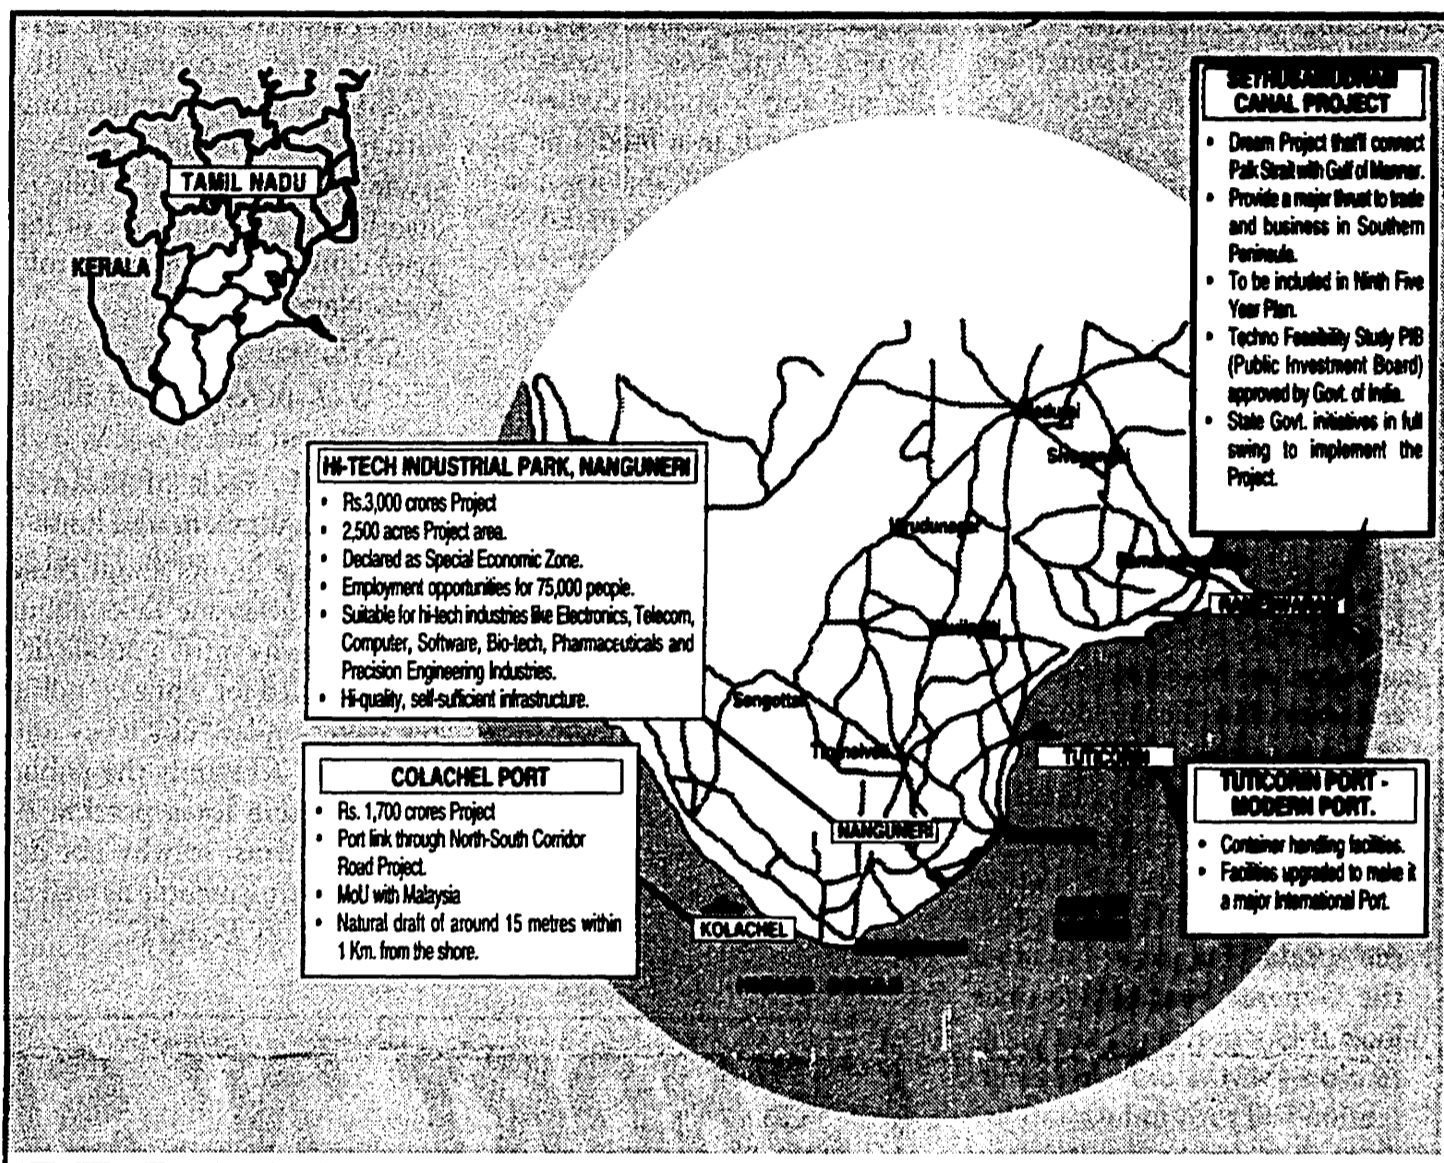 TAMIL NADU
KERALA
SETHUSAMUDRAM
CANAL PROJECT
• Dream Project that'll connect
Palk Strait with Gulf of Mannar.
• Provide a major thrust to trade
and business in Southern
Peninsula.
• To be included in Ninth Five
Year Plan.
• Techno Feasibility Study PIB
(Public Investment Board)
approved by Govt. of India.
• State Govt. initiatives in full
swing to implement the
Project.
HI-TECH INDUSTRIAL PARK, NANGUNERI
• Rs.3,000 crores Project
• 2,500 acres Project area.
• Declared as Special Economic Zone.
• Employment opportunities for 75,000 people.
• Suitable for hi-tech industries like Electronics, Telecom,
Computer, Software, Bio-tech, Pharmaceuticals and
Precision Engineering Industries.
• Hi-quality, self-sufficient infrastructure.
Madurai
Virudunagar
RAMESWARAM
Sengottai
Tirunelveli
TUTICORIN
NANGUNERI
KOLACHEL
COLACHEL PORT
• Rs. 1,700 crores Project
• Port link through North-South Corridor
Road Project.
• MoU with Malaysia
• Natural draft of around 15 metres within
1 Km. from the shore.
TUTICORIN PORT -
MODERN PORT.
• Container handling facilities.
• Facilities upgraded to make it
a major International Port.